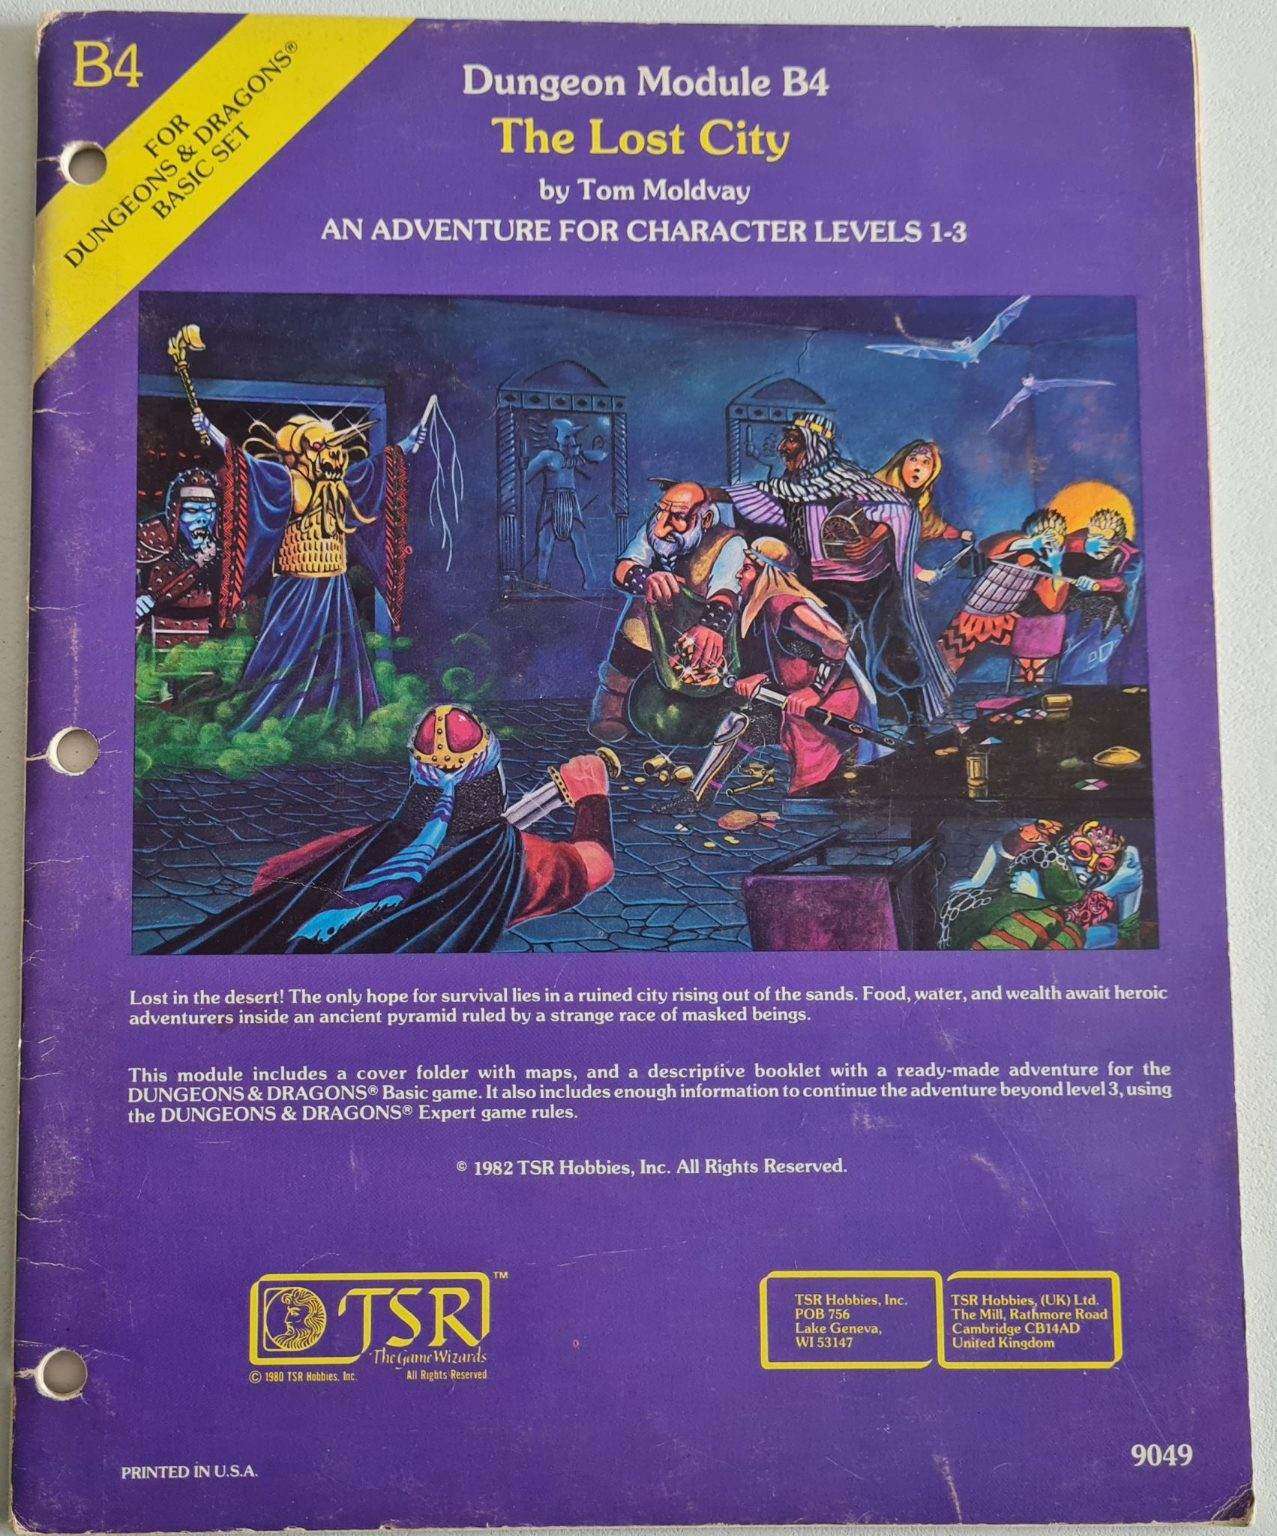 B4
FOR
DUNGEONS & DRAGONS®
BASIC SET
Dungeon Module B4
The Lost City
by Tom Moldvay
AN ADVENTURE FOR CHARACTER LEVELS 1-3
Lost in the desert! The only hope for survival lies in a ruined city rising out of the sands. Food, water, and wealth await heroic
adventurers inside an ancient pyramid ruled by a strange race of masked beings.
This module includes a cover folder with maps, and a descriptive booklet with a ready-made adventure for the
DUNGEONS & DRAGONS® Basic game. It also includes enough information to continue the adventure beyond level 3, using
the DUNGEONS & DRAGONS® Expert game rules.
© 1982 TSR Hobbies, Inc. All Rights Reserved.
TSR™
The Game Wizards
© 1980 TSR Hobbies, Inc. All Rights Reserved
TSR Hobbies, Inc.
POB 756
Lake Geneva,
WI 53147
TSR Hobbies, (UK) Ltd.
The Mill, Rathmore Road
Cambridge CB14AD
United Kingdom
PRINTED IN U.S.A.
9049